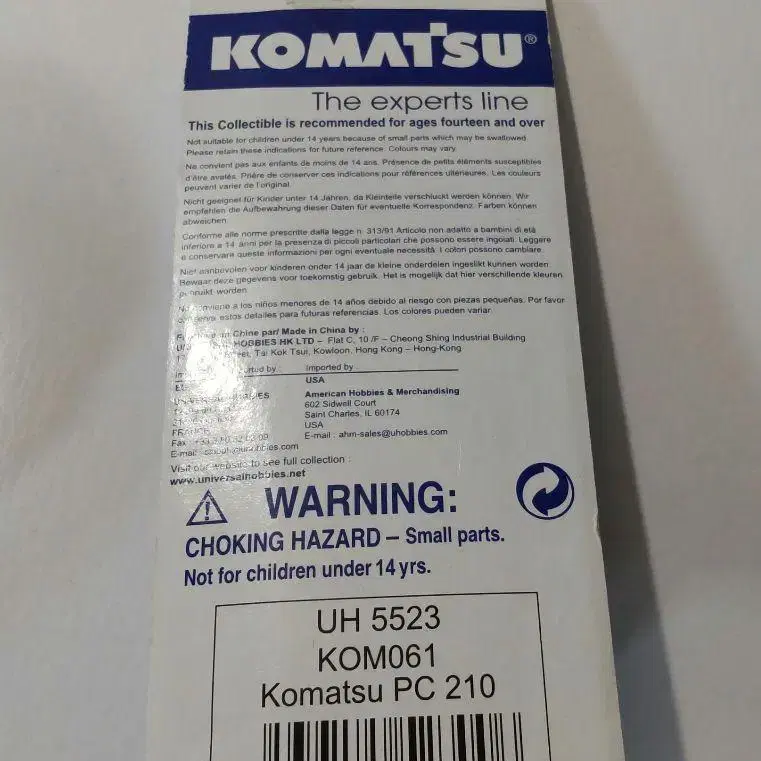 KOMATSU®
The experts line
This Collectible is recommended for ages fourteen and over
Not suitable for children under 14 years because of small parts which may be swallowed.
Please retain these indications for future reference. Colours may vary.
Ne convient pas aux enfants de moins de 14 ans. Présence de petits éléments susceptibles
d'être avalés. Prière de conserver ces indications pour références ultérieures. Les couleurs
peuvent varier de l'original.
Nicht geeignet für Kinder unter 14 Jahren, da Kleinteile verschluckt werden können. Wir
empfehlen die Aufbewahrung dieser Daten für eventuelle Korrespondenz. Farben können
abweichen.
Conforme alle norme prescritte dalla legge n. 313/91 Articolo non adatto a bambini di età
inferiore a 14 anni per la presenza di piccoli particolari che possono essere ingoiati. Leggere
e conservare queste informazioni per ogni eventuale necessità. I colori possono cambiare.
Niet aanbevolen voor kinderen onder 14 jaar de kleine onderdelen ingeslikt kunnen worden.
Bewaar deze gegevens voor toekomstig gebruik. Het is mogelijk dat hier verschillende kleuren
worden
a los niños menores de 14 años debido al riesgo con piezas pequeñas. Por favor
estos detalles para futuras referencias. Los colores pueden variar.
Chine par/ Made in China by :
HOBBIES HK LTD – Flat C, 10 /F – Cheong Shing Industrial Building
Street, Tai Kok Tsui, Kowloon, Hong Kong – Hong-Kong
by :
Imported by :
USA
American Hobbies & Merchandising
602 Sidwell Court
Saint Charles, IL 60174
USA
E-mail : ahm-sales@uhobbies.com
FRANCE
Fax :
E-mail :
Visit our website to see full collection :
www.universalhobbies.net
WARNING:
CHOKING HAZARD – Small parts.
Not for children under 14 yrs.
UH 5523
KOM061
Komatsu PC 210